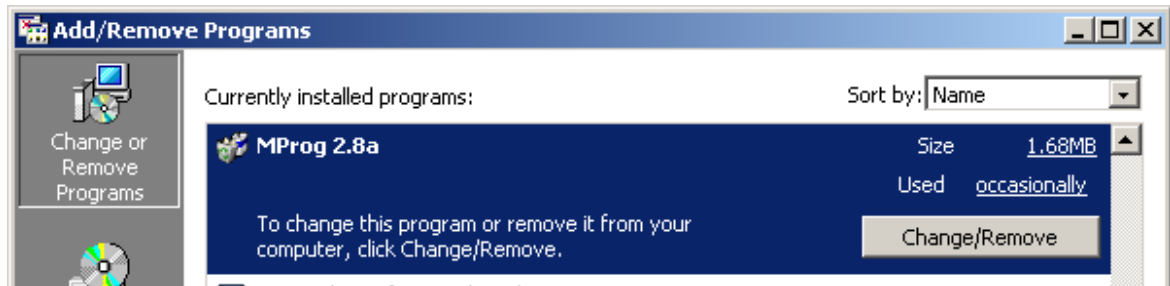 Add/Remove Programs
Currently installed programs:
Sort by: Name
Change or
Remove
Programs
MProg 2.8a
Size 1.68MB
Used occasionally
To change this program or remove it from your
computer, click Change/Remove.
Change/Remove